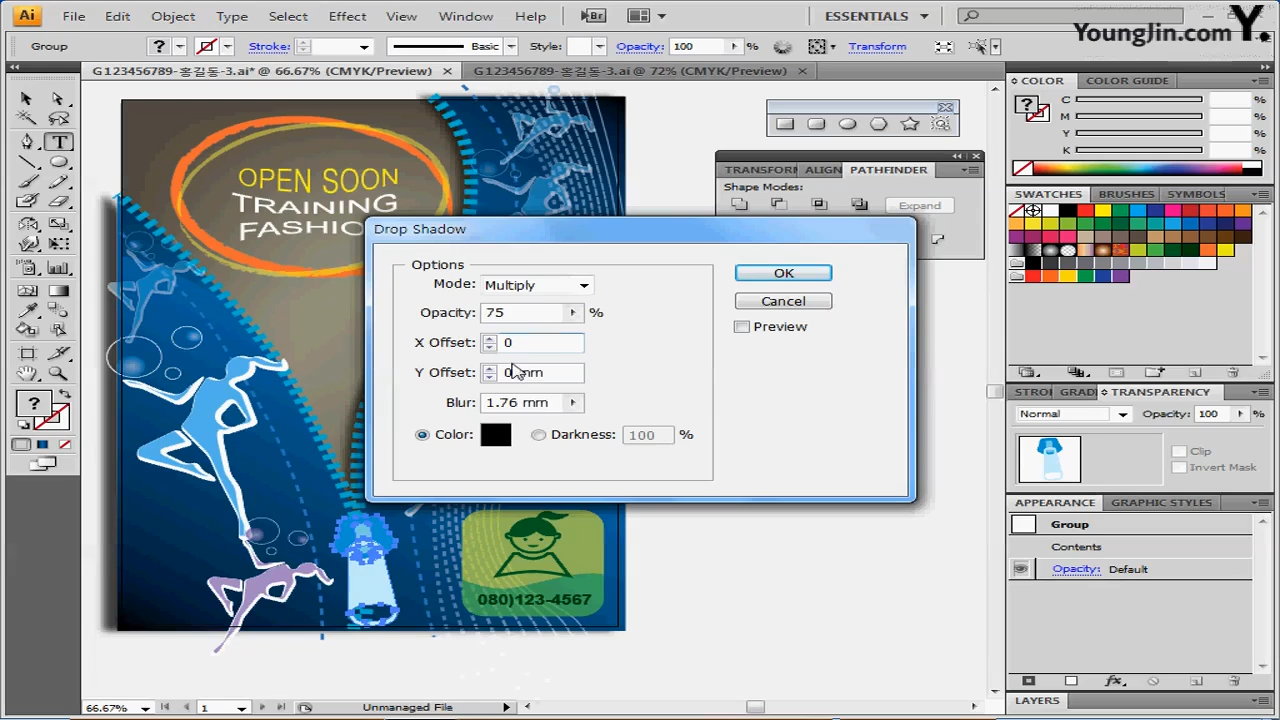 Ai File Edit Object Type Select Effect View Window Help Br ESSENTIALS
YoungJin.com Y.
Group ? Stroke: Basic Style: Opacity: 100 % Transform
G123456789-홍길동-3.ai* @ 66.67% (CMYK/Preview) × G123456789-홍길동-3.ai @ 72% (CMYK/Preview) ×
OPEN SOON
TRAINING
FASHIO
080)123-4567
Drop Shadow
Options
Mode: Multiply
Opacity: 75 %
X Offset: 0
Y Offset: 0 mm
Blur: 1.76 mm
Color: Darkness: 100 %
OK
Cancel
Preview
TRANSFORM ALIGN PATHFINDER
Shape Modes:
Expand
COLOR COLOR GUIDE
? C %
M %
Y %
K %
SWATCHES BRUSHES SYMBOLS
STRO GRAD TRANSPARENCY
Normal Opacity: 100 %
Clip
Invert Mask
APPEARANCE GRAPHIC STYLES
Group
Contents
Opacity: Default
fx
LAYERS
?
66.67% 1 Unmanaged File